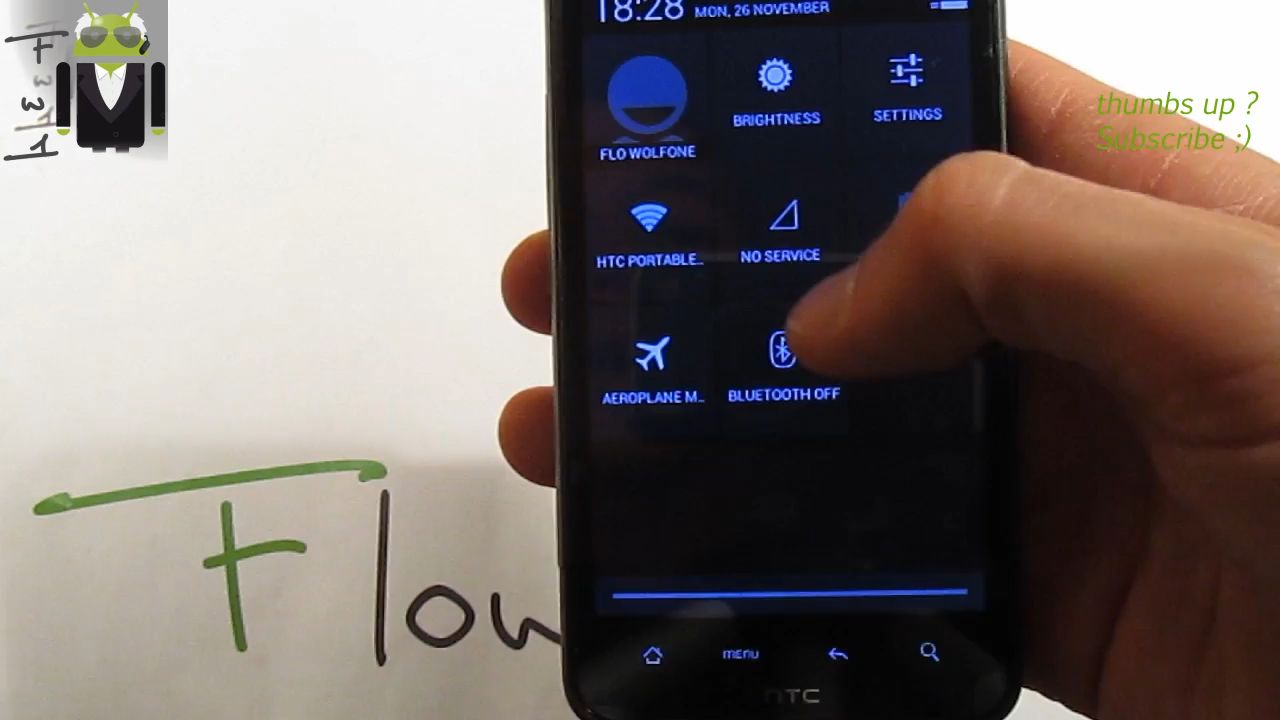 18:28 MON, 26 NOVEMBER
BRIGHTNESS
SETTINGS
FLO WOLFONE
HTC PORTABLE..
NO SERVICE
AEROPLANE M..
BLUETOOTH OFF
menu
hTC
thumbs up ?
Subscribe ;)
Flow